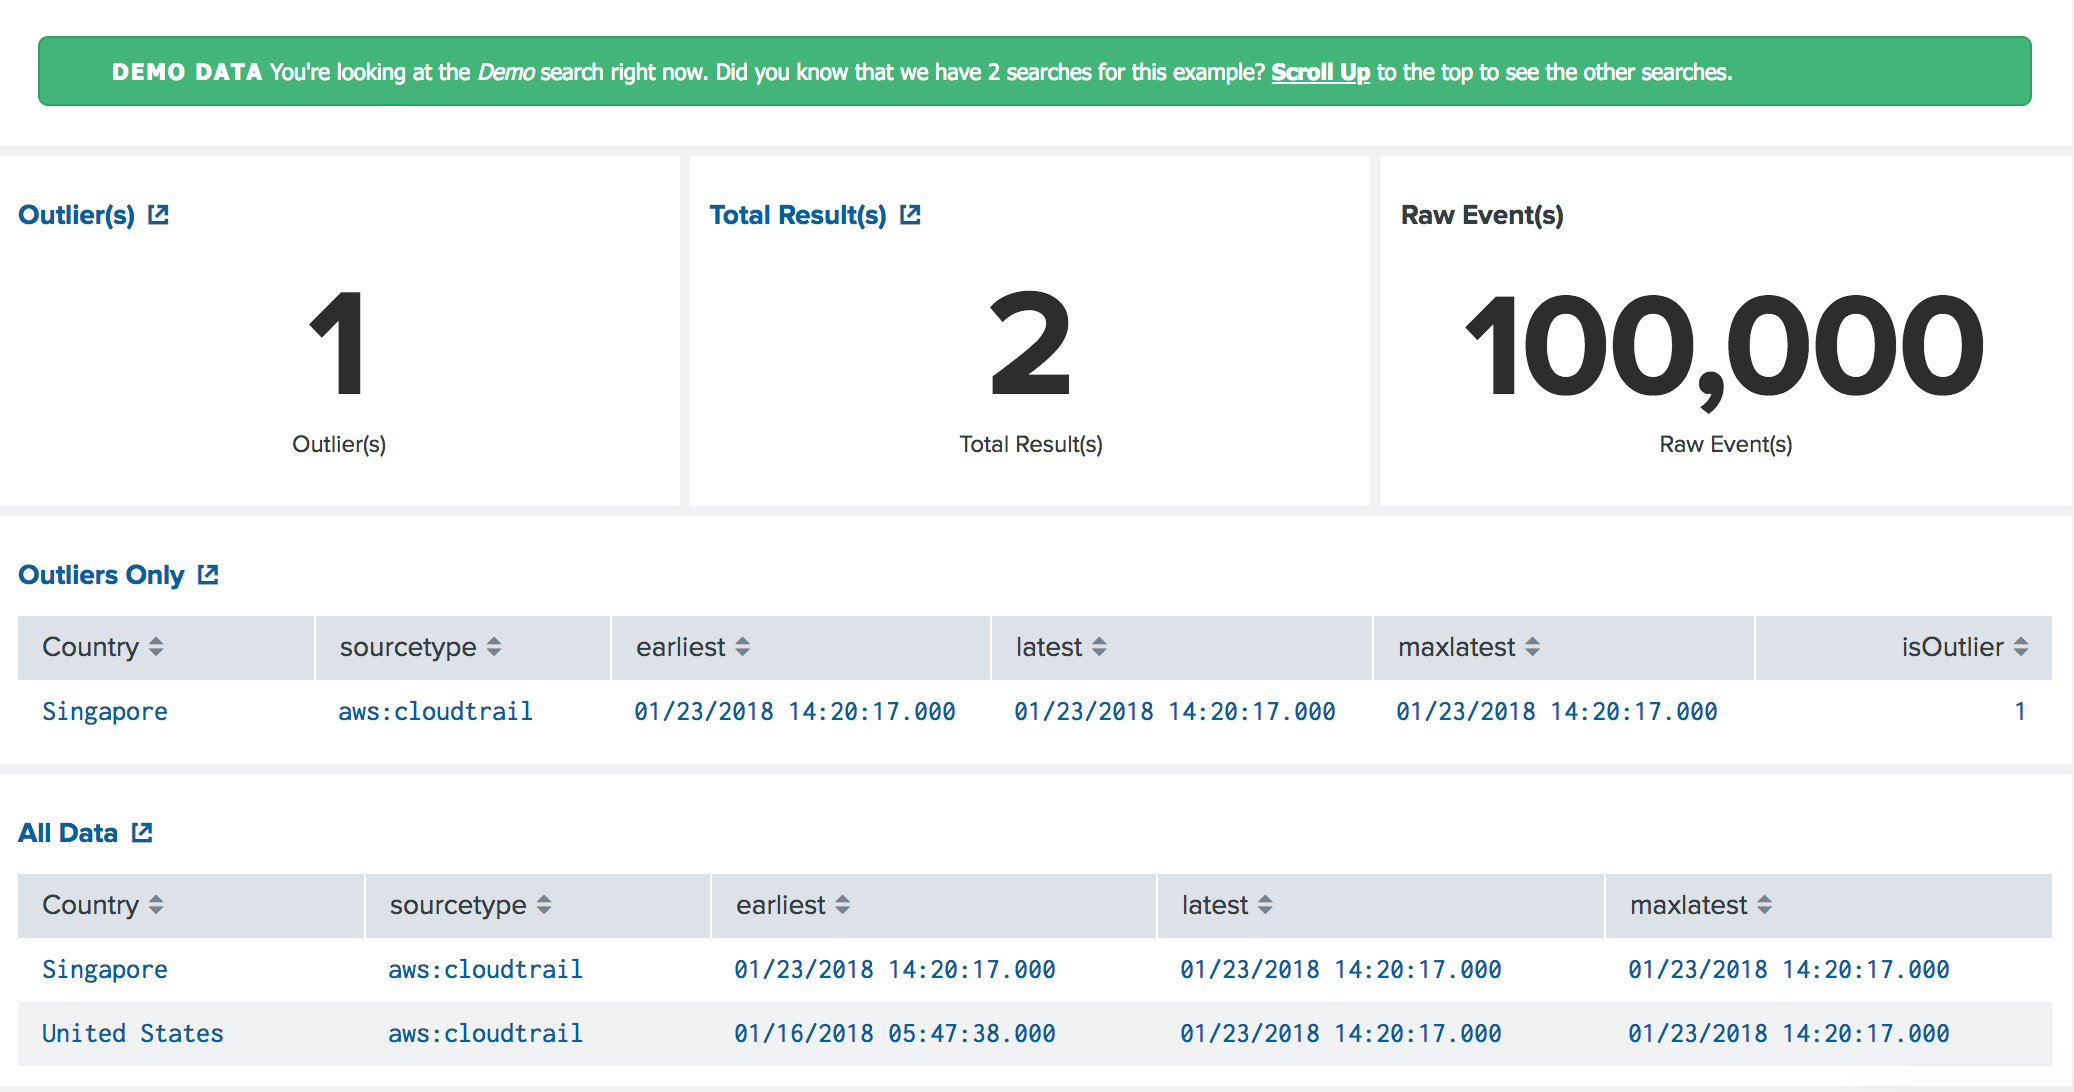 DEMO DATA You're looking at the Demo search right now. Did you know that we have 2 searches for this example? Scroll Up to the top to see the other searches.
Outlier(s) Total Result(s) Raw Event(s)
1 2 100,000
Outlier(s) Total Result(s) Raw Event(s)
Outliers Only
Country sourcetype earliest latest maxlatest isOutlier
Singapore aws:cloudtrail 01/23/2018 14:20:17.000 01/23/2018 14:20:17.000 01/23/2018 14:20:17.000 1
All Data
Country sourcetype earliest latest maxlatest
Singapore aws:cloudtrail 01/23/2018 14:20:17.000 01/23/2018 14:20:17.000 01/23/2018 14:20:17.000
United States aws:cloudtrail 01/16/2018 05:47:38.000 01/23/2018 14:20:17.000 01/23/2018 14:20:17.000